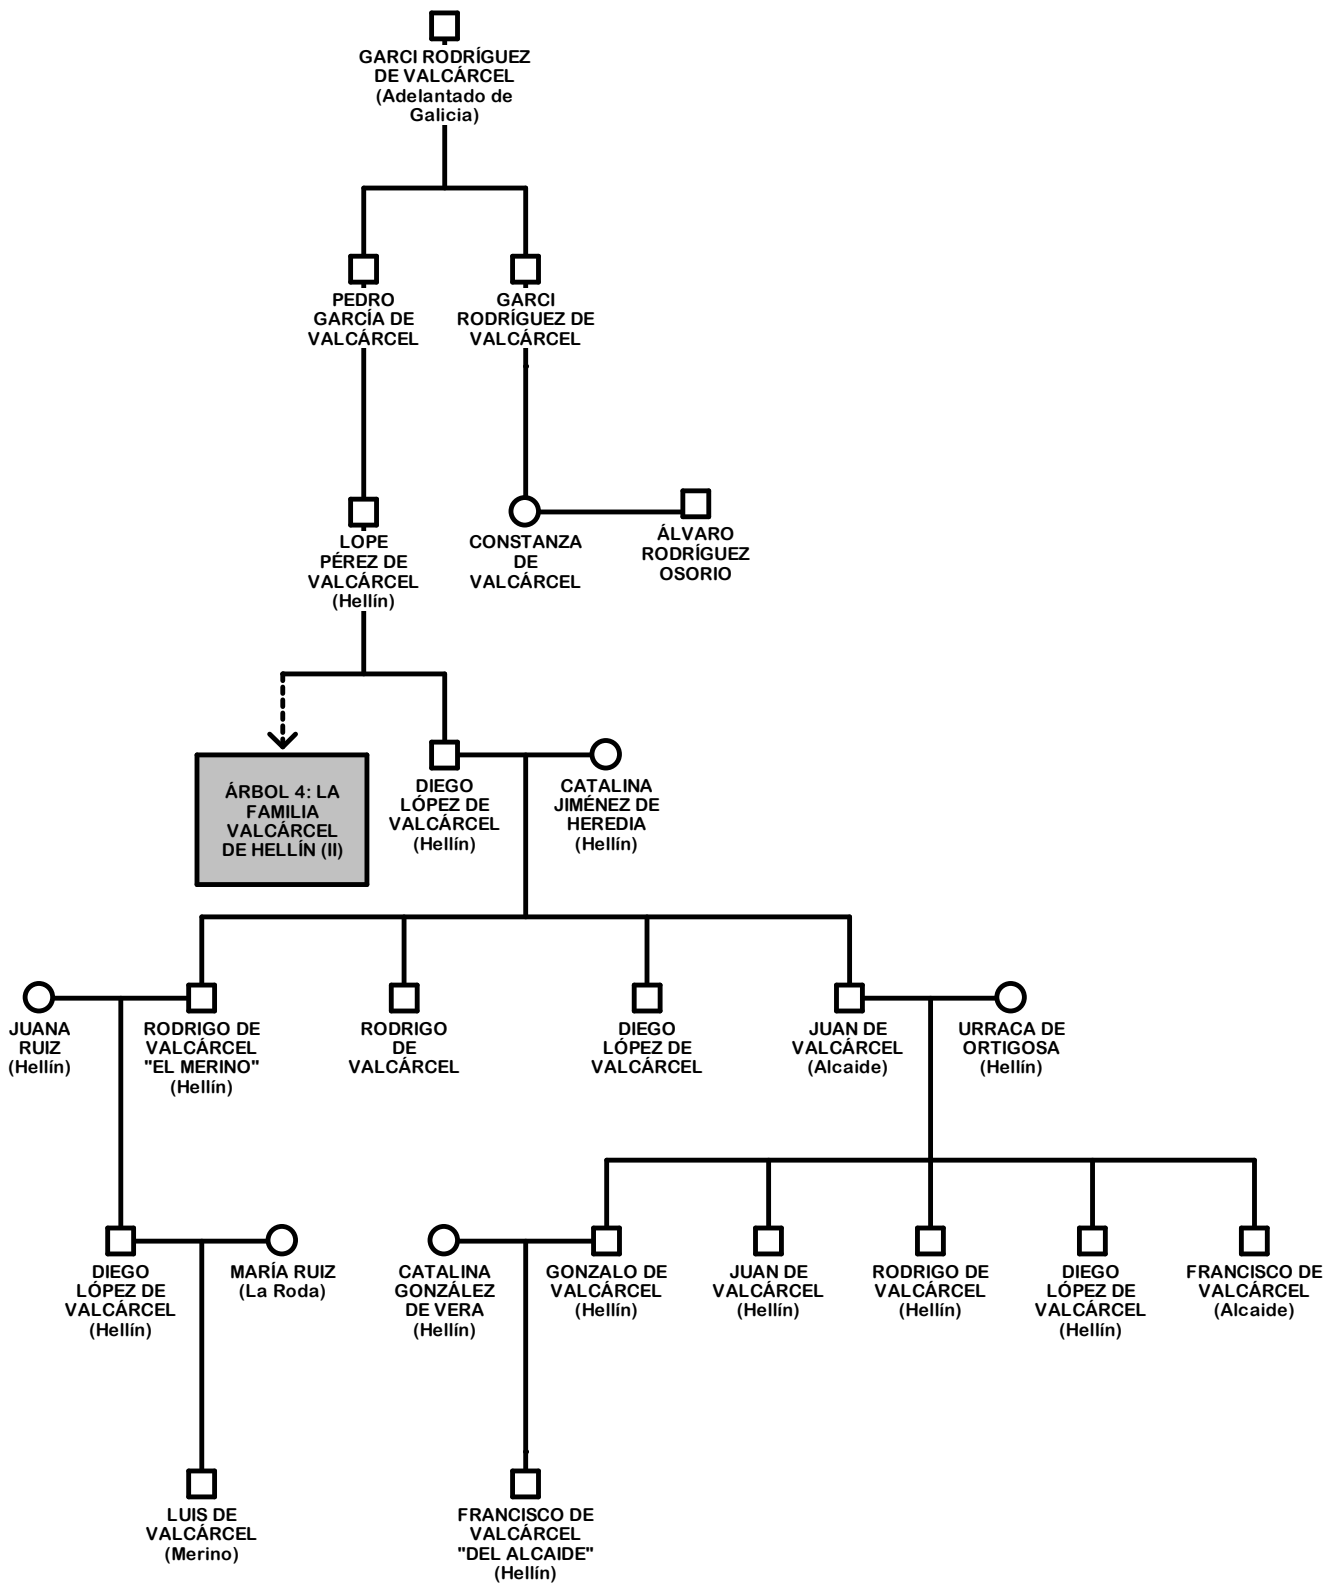 GARCI RODRÍGUEZ
DE VALCÁRCEL
(Adelantado de
Galicia)
PEDRO
GARCÍA DE
VALCÁRCEL
GARCI
RODRÍGUEZ DE
VALCÁRCEL
LOPE
PÉREZ DE
VALCÁRCEL
(Hellín)
CONSTANZA
DE
VALCÁRCEL
ÁLVARO
RODRÍGUEZ
OSORIO
ÁRBOL 4: LA
FAMILIA
VALCÁRCEL
DE HELLÍN (II)
DIEGO
LÓPEZ DE
VALCÁRCEL
(Hellín)
CATALINA
JIMÉNEZ DE
HEREDIA
(Hellín)
JUANA
RUIZ
(Hellín)
RODRIGO DE
VALCÁRCEL
"EL MERINO"
(Hellín)
RODRIGO
DE
VALCÁRCEL
DIEGO
LÓPEZ DE
VALCÁRCEL
JUAN DE
VALCÁRCEL
(Alcaide)
URRACA DE
ORTIGOSA
(Hellín)
DIEGO
LÓPEZ DE
VALCÁRCEL
(Hellín)
MARÍA RUIZ
(La Roda)
CATALINA
GONZÁLEZ
DE VERA
(Hellín)
GONZALO DE
VALCÁRCEL
(Hellín)
JUAN DE
VALCÁRCEL
(Hellín)
RODRIGO DE
VALCÁRCEL
(Hellín)
DIEGO
LÓPEZ DE
VALCÁRCEL
(Hellín)
FRANCISCO DE
VALCÁRCEL
(Alcaide)
LUIS DE
VALCÁRCEL
(Merino)
FRANCISCO DE
VALCÁRCEL
"DEL ALCAIDE"
(Hellín)